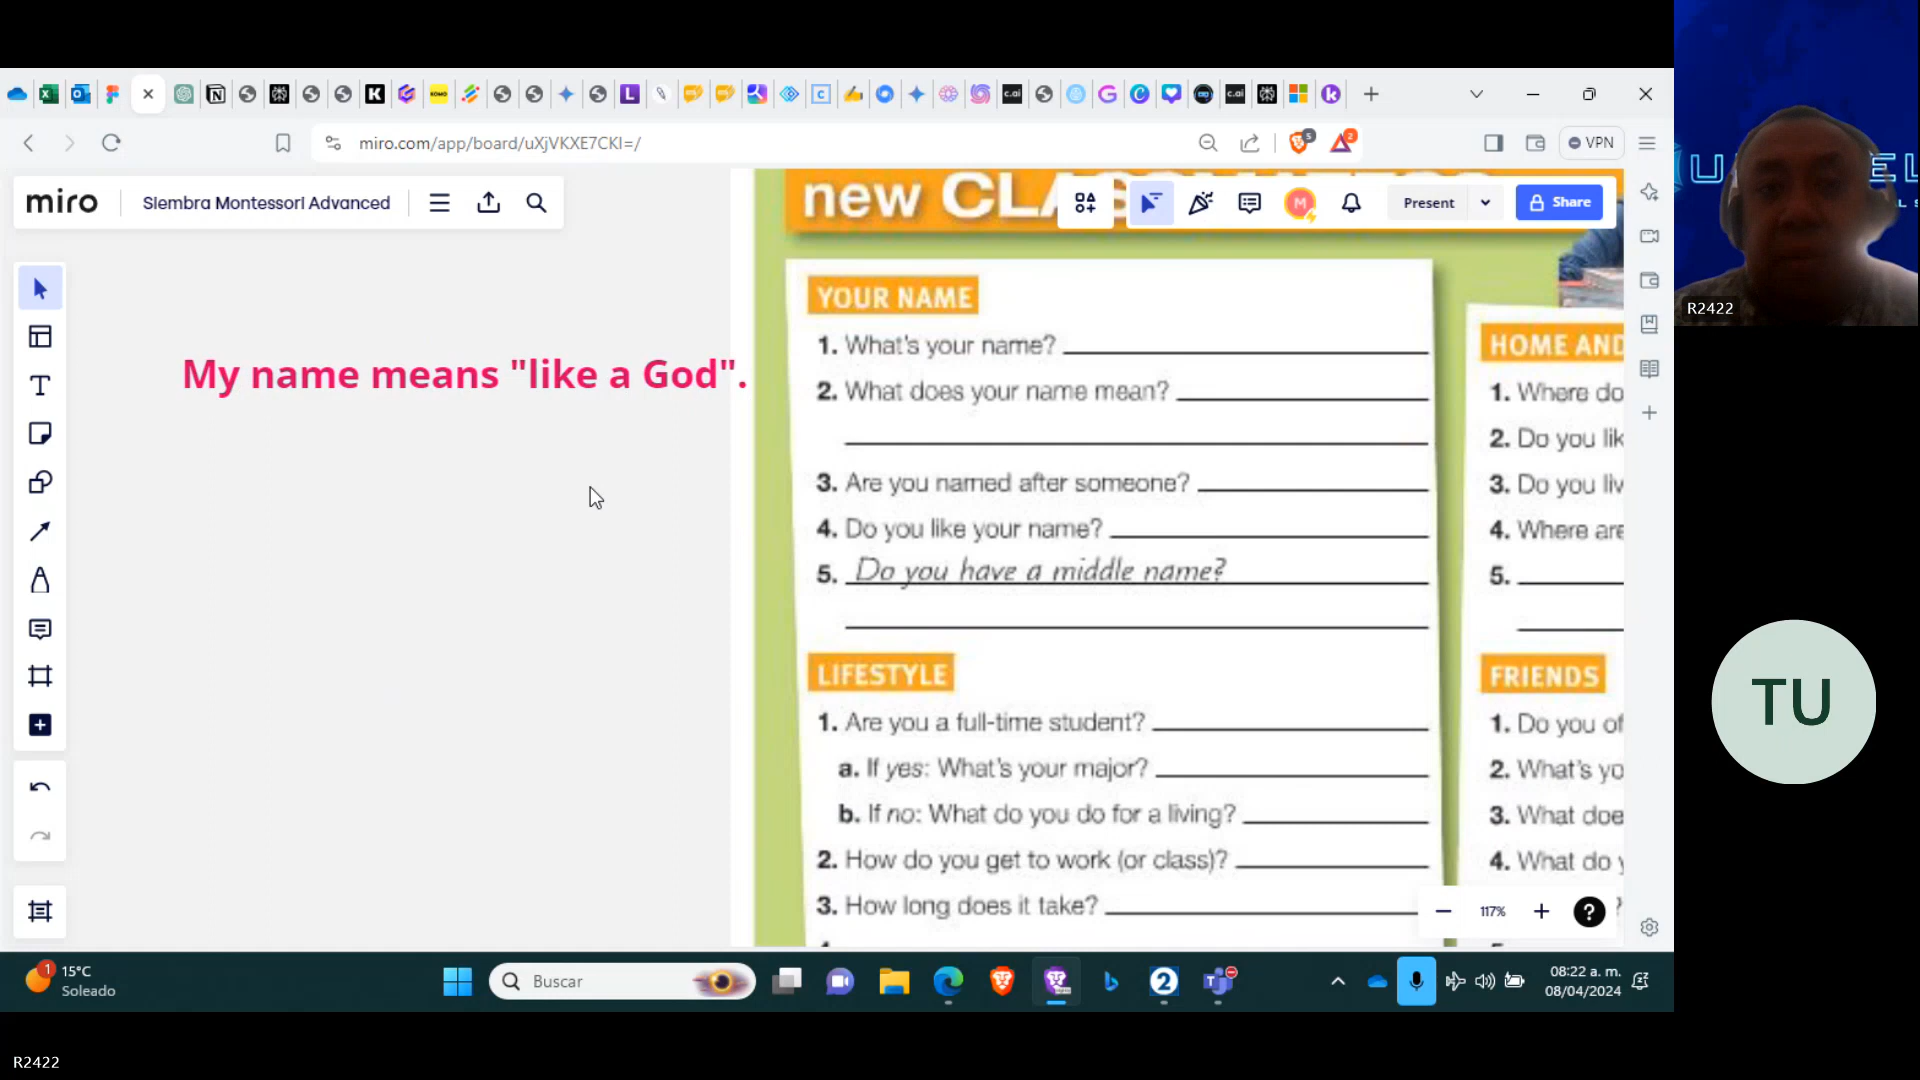 miro.com/app/board/uXjVKXE7CKI=/
VPN
miro
Slembra Montessorl Advanced
Present
Share
new
My name means "like a God".
YOUR NAME
1. What's your name?
2. What does your name mean?
3. Are you named after someone?
4. Do you like your name?
5. Do you have a middle name?
LIFESTYLE
1. Are you a full-time student?
a. If yes: What's your major?
b. If no: What do you do for a living?
2. How do you get to work (or class)?
3. How long does it take?
HOME AND
1. Where do
2. Do you lik
3. Do you liv
4. Where are
5.
FRIENDS
1. Do you of
2. What's yo
3. What doe
4. What do y
117%
R2422
TU
1
15°C
Soleado
Buscar
08:22 a. m.
08/04/2024
R2422